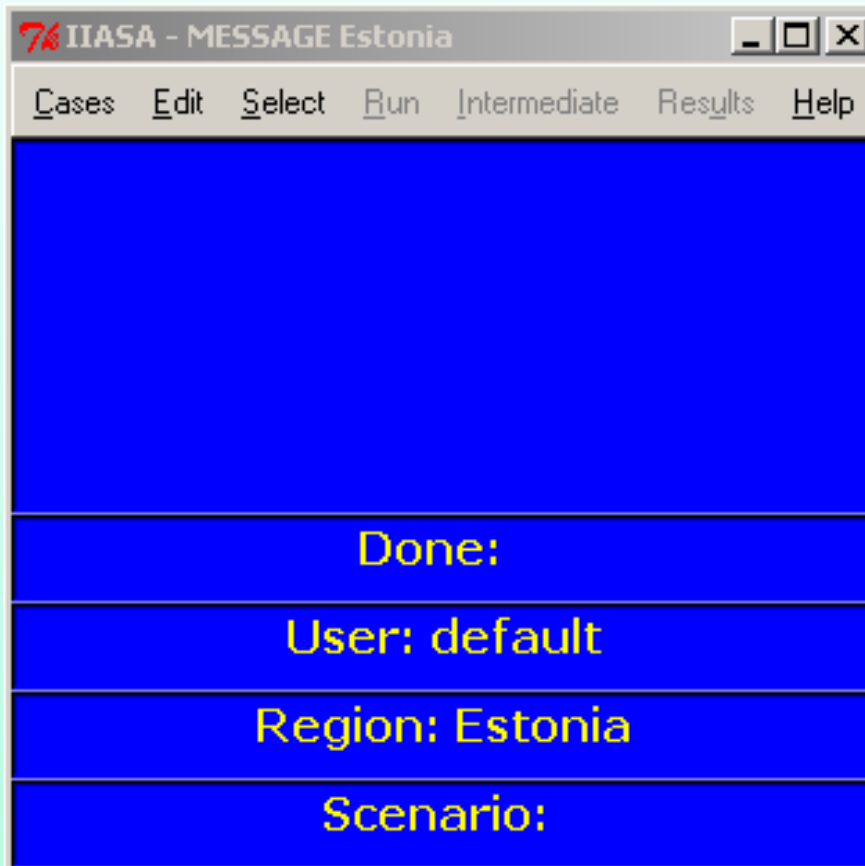 IIASA - MESSAGE Estonia
Cases Edit Select Run Intermediate Results Help
Done:
User: default
Region: Estonia
Scenario: